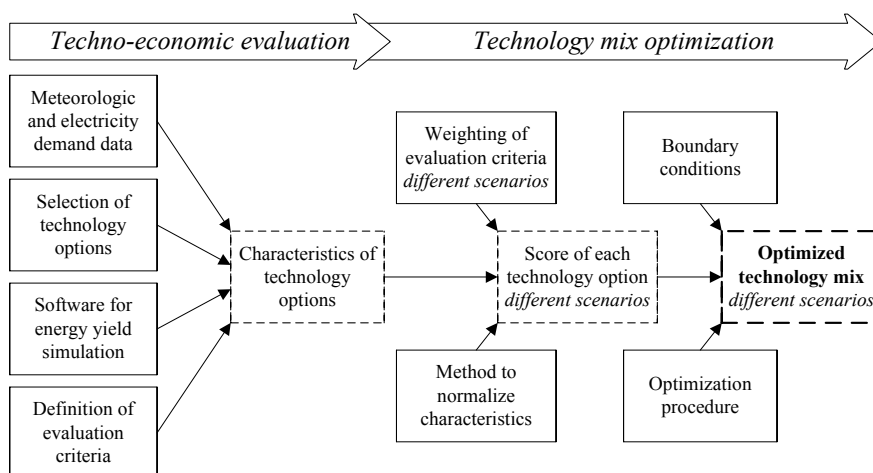 Techno-economic evaluation
Technology mix optimization
Meteorologic
and electricity
demand data
Selection of
technology
options
Software for
energy yield
simulation
Definition of
evaluation
criteria
Characteristics of
technology
options
Weighting of
evaluation criteria
different scenarios
Score of each
technology option
different scenarios
Method to
normalize
characteristics
Boundary
conditions
Optimized
technology mix
different scenarios
Optimization
procedure